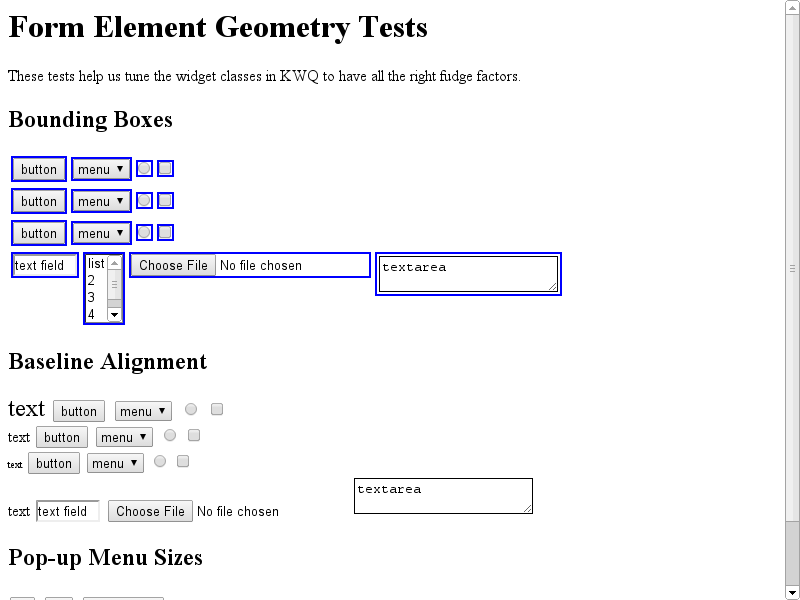 Form Element Geometry Tests
These tests help us tune the widget classes in KWQ to have all the right fudge factors.
Bounding Boxes
button menu ▼
button menu ▼
button menu ▼
text field list 2 3 4 Choose File No file chosen textarea
Baseline Alignment
text button menu ▼
text button menu ▼
text button menu ▼
text text field Choose File No file chosen textarea
Pop-up Menu Sizes